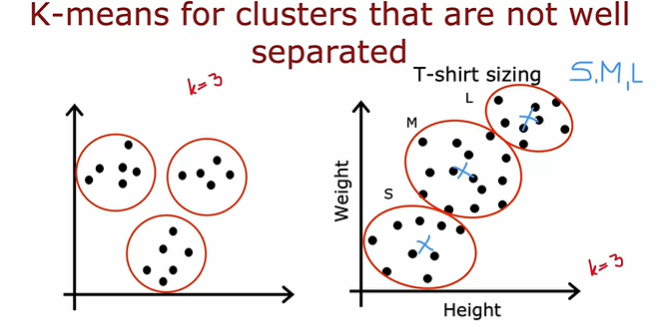 K-means for clusters that are not well
separated
k=3
T-shirt sizing
S,M,L
L
M
S
Weight
Height
k=3